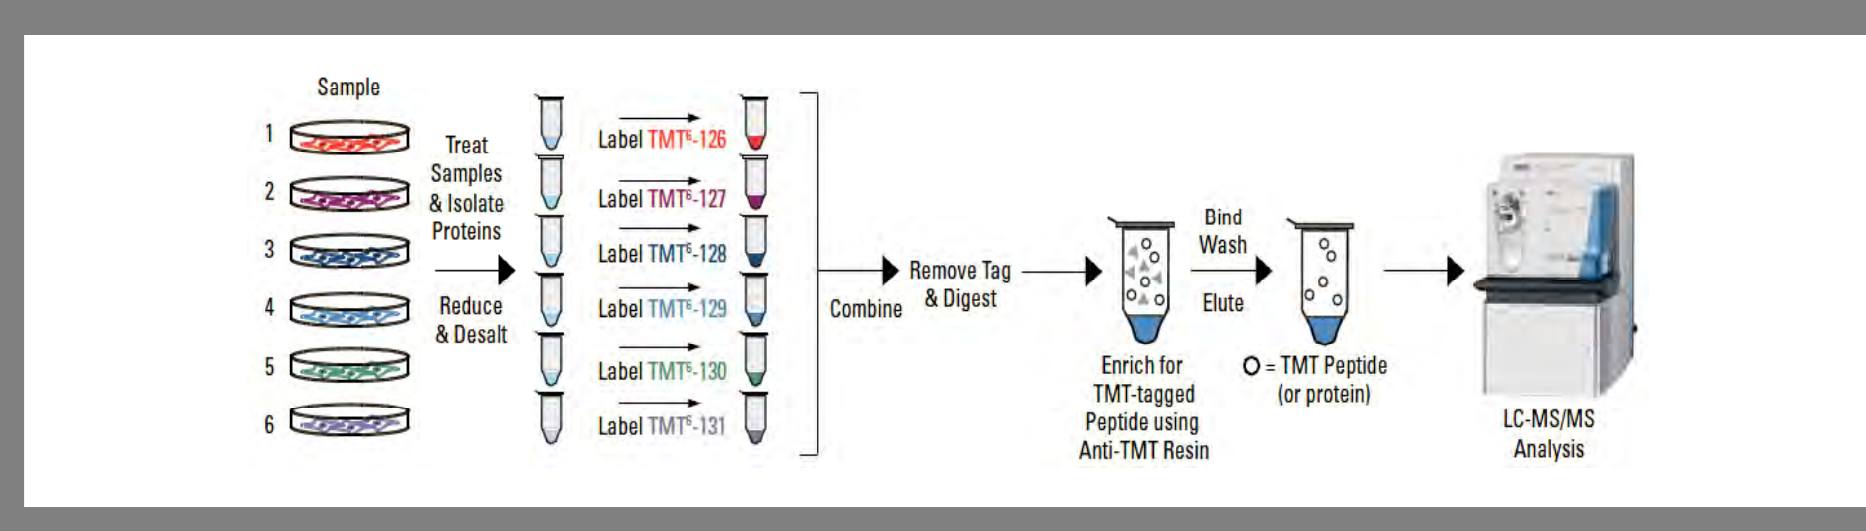 Sample
1
2
3
4
5
6
Treat
Samples
& Isolate
Proteins
Reduce
& Desalt
Label TMT⁶-126
Label TMT⁶-127
Label TMT⁶-128
Label TMT⁶-129
Label TMT⁶-130
Label TMT⁶-131
Combine
Remove Tag
& Digest
Enrich for
TMT-tagged
Peptide using
Anti-TMT Resin
Bind
Wash
Elute
= TMT Peptide
(or protein)
LC-MS/MS
Analysis